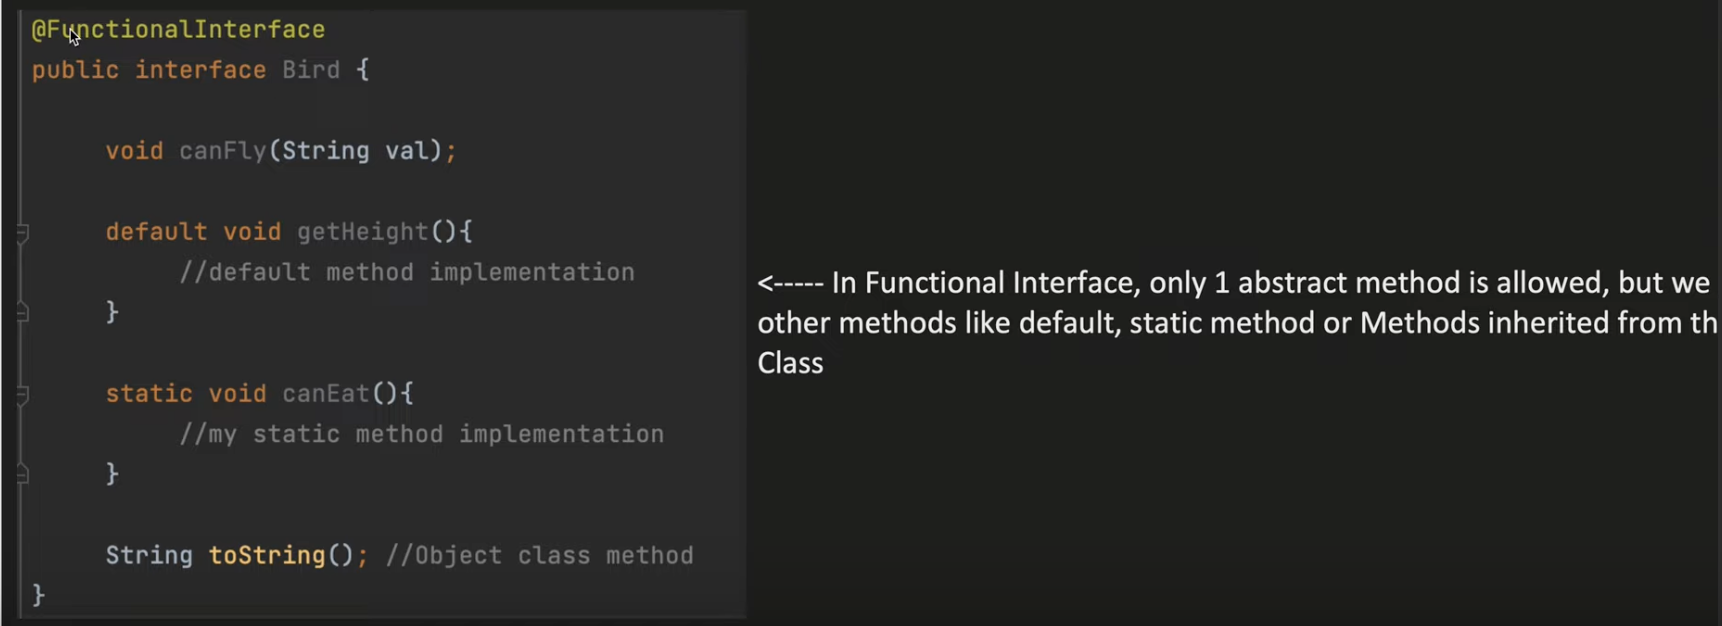 @FunctionalInterface
public interface Bird {
void canFly(String val);
default void getHeight(){
//default method implementation
}
static void canEat(){
//my static method implementation
}
String toString(); //Object class method
}
<----- In Functional Interface, only 1 abstract method is allowed, but we
other methods like default, static method or Methods inherited from th
Class